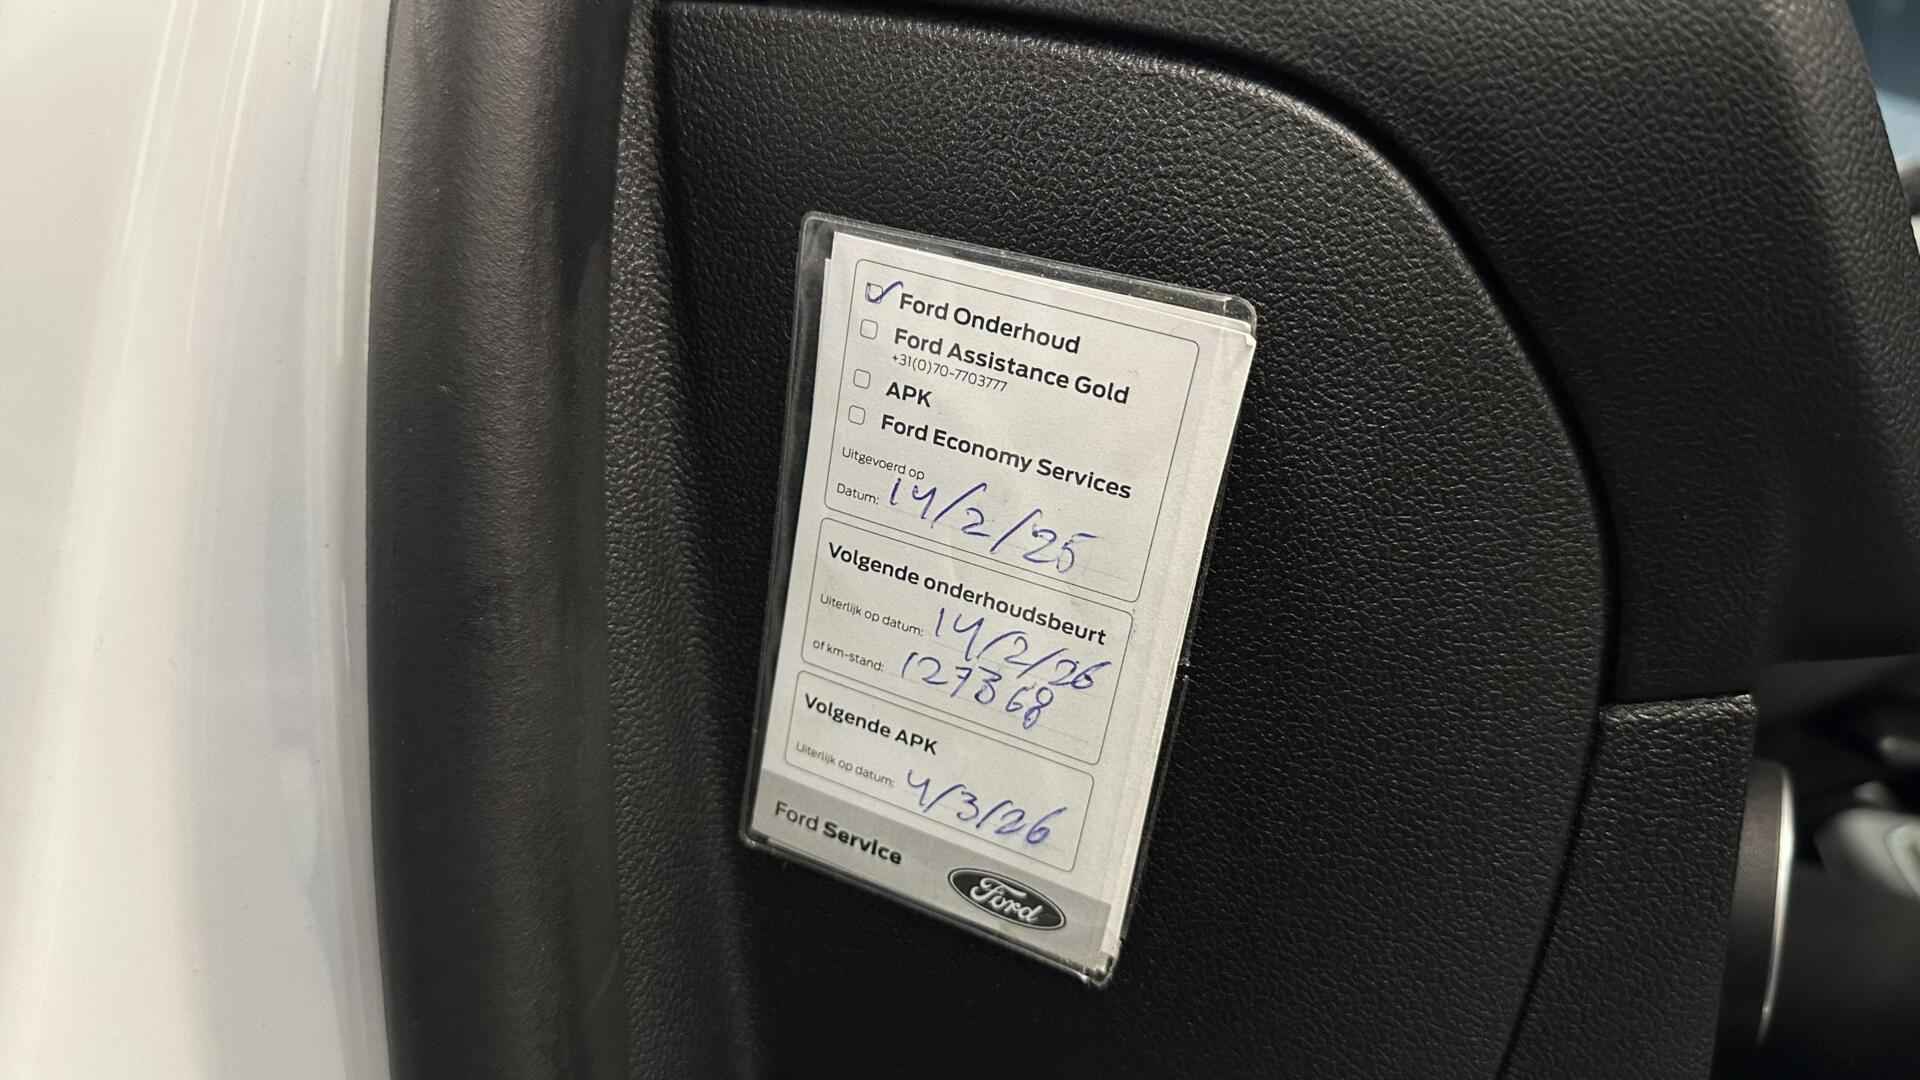 Ford Onderhoud
Ford Assistance Gold
+31(0)70-7703777
APK
Ford Economy Services
Uitgevoerd op
Datum: 14/2/25
Volgende onderhoudsbeurt
Uiterlijk op datum: 14/2/26
of km-stand: 127368
Volgende APK
Uiterlijk op datum: 4/3/26
Ford Service
Ford